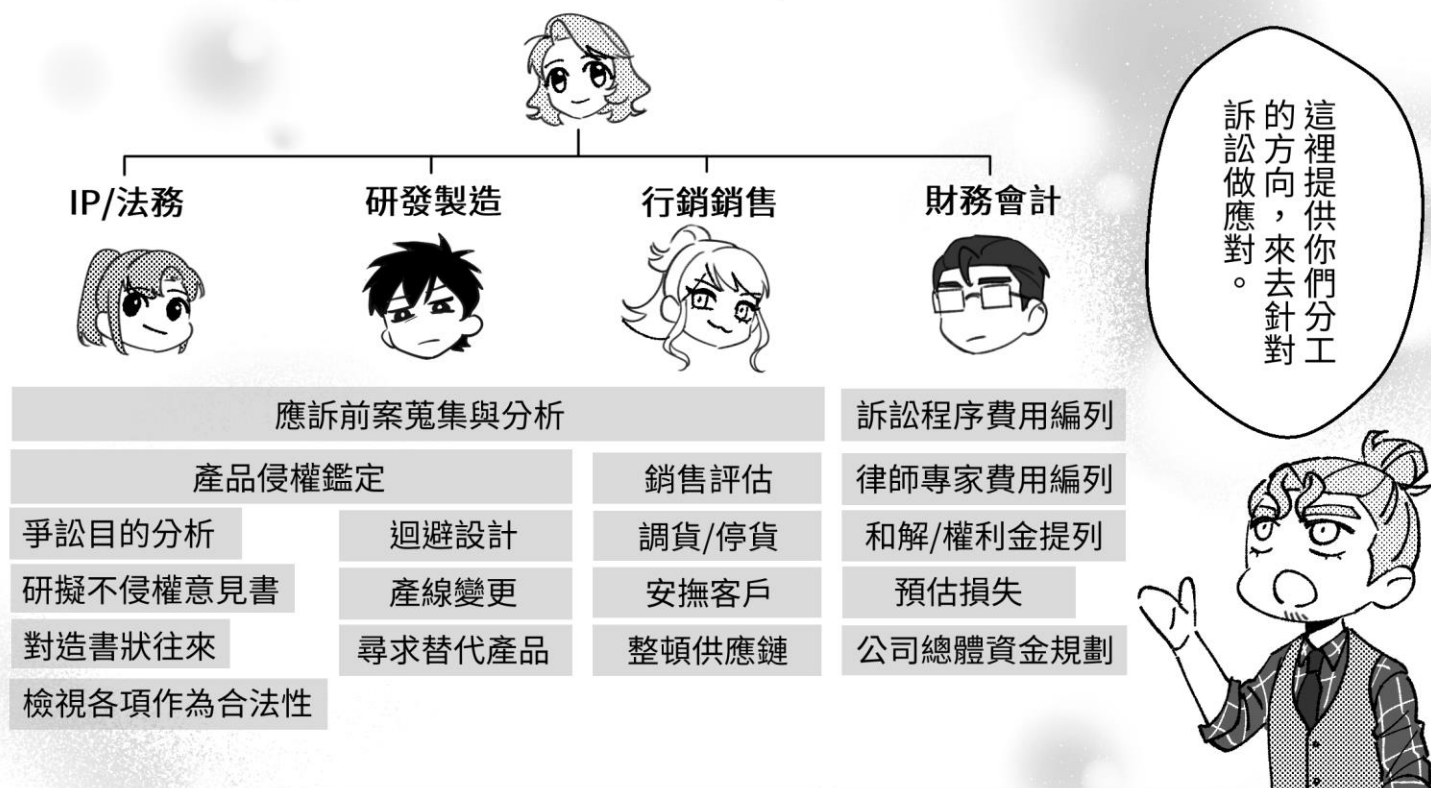 IP/法務
研發製造
行銷銷售
財務會計
應訴前案蒐集與分析
訴訟程序費用編列
產品侵權鑑定
銷售評估
律師專家費用編列
爭訟目的分析
迴避設計
調貨/停貨
和解/權利金提列
研擬不侵權意見書
產線變更
安撫客戶
預估損失
對造書狀往來
尋求替代產品
整頓供應鏈
公司總體資金規劃
檢視各項作為合法性
這裡提供你們分工
的方向，來去針對
訴訟做應對。